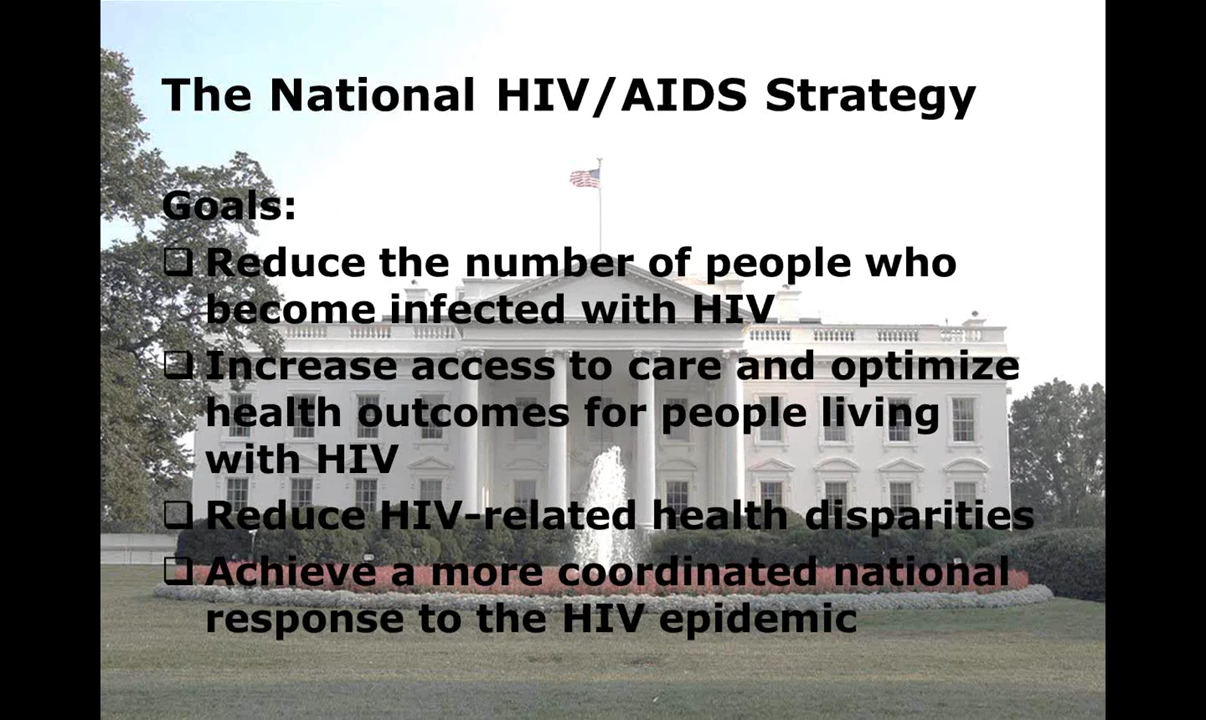 The National HIV/AIDS Strategy
Goals:
❑ Reduce the number of people who
become infected with HIV
❑ Increase access to care and optimize
health outcomes for people living
with HIV
❑ Reduce HIV-related health disparities
❑ Achieve a more coordinated national
response to the HIV epidemic